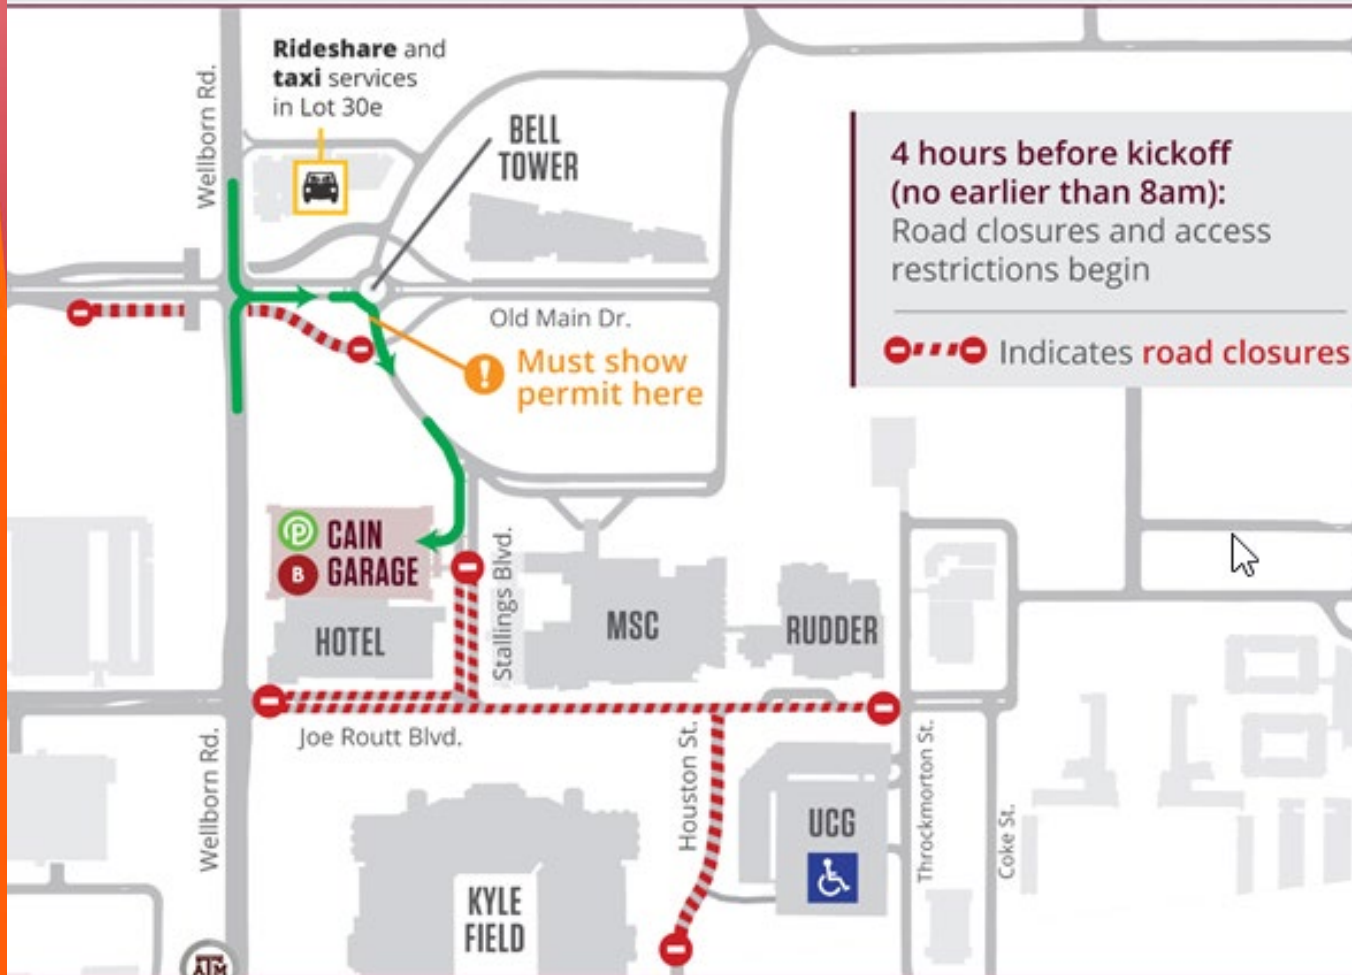 Rideshare and
taxi services
in Lot 30e
Wellborn Rd.
BELL
TOWER
4 hours before kickoff
(no earlier than 8am):
Road closures and access
restrictions begin
Indicates road closures
Old Main Dr.
! Must show
permit here
P CAIN
B GARAGE
HOTEL
Stallings Blvd.
MSC
RUDDER
Joe Routt Blvd.
Wellborn Rd.
Houston St.
UCG
Throckmorton St.
Coke St.
KYLE
FIELD
ATM